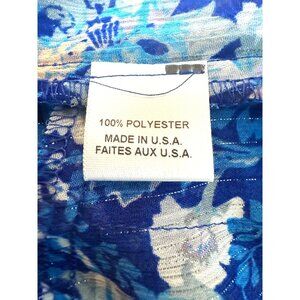 100% POLYESTER
MADE IN U.S.A.
FAITES AUX U.S.A.